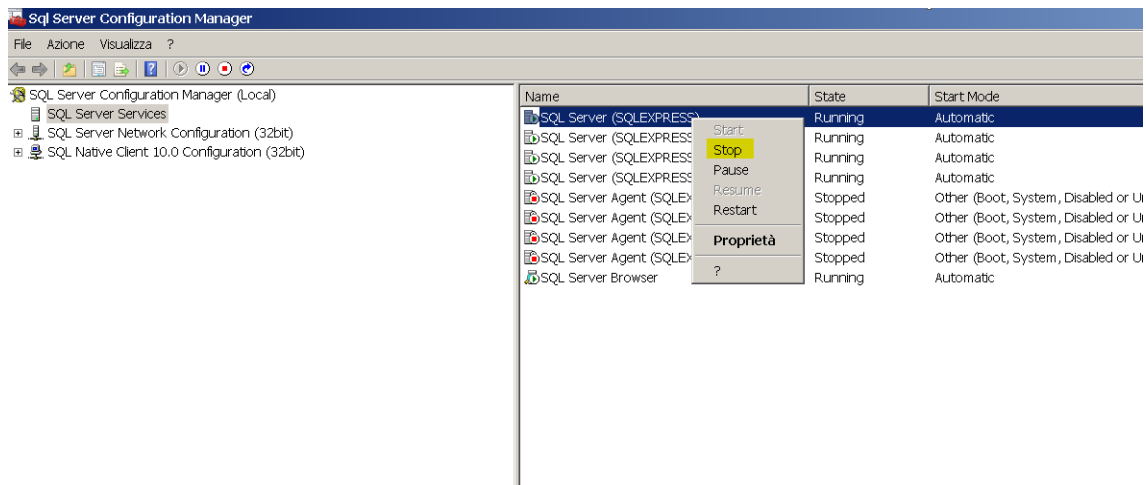 Sql Server Configuration Manager
File Azione Visualizza ?
SQL Server Configuration Manager (Local)
SQL Server Services
SQL Server Network Configuration (32bit)
SQL Native Client 10.0 Configuration (32bit)
Name State Start Mode
SQL Server (SQLEXPRESS) Running Automatic
SQL Server (SQLEXPRESS Running Automatic
SQL Server (SQLEXPRESS Running Automatic
SQL Server (SQLEXPRESS Running Automatic
SQL Server Agent (SQLEX Stopped Other (Boot, System, Disabled or U
SQL Server Agent (SQLEX Stopped Other (Boot, System, Disabled or U
SQL Server Agent (SQLEX Stopped Other (Boot, System, Disabled or U
SQL Server Agent (SQLEX Stopped Other (Boot, System, Disabled or U
SQL Server Browser Running Automatic
Start
Stop
Pause
Resume
Restart
Proprietà
?